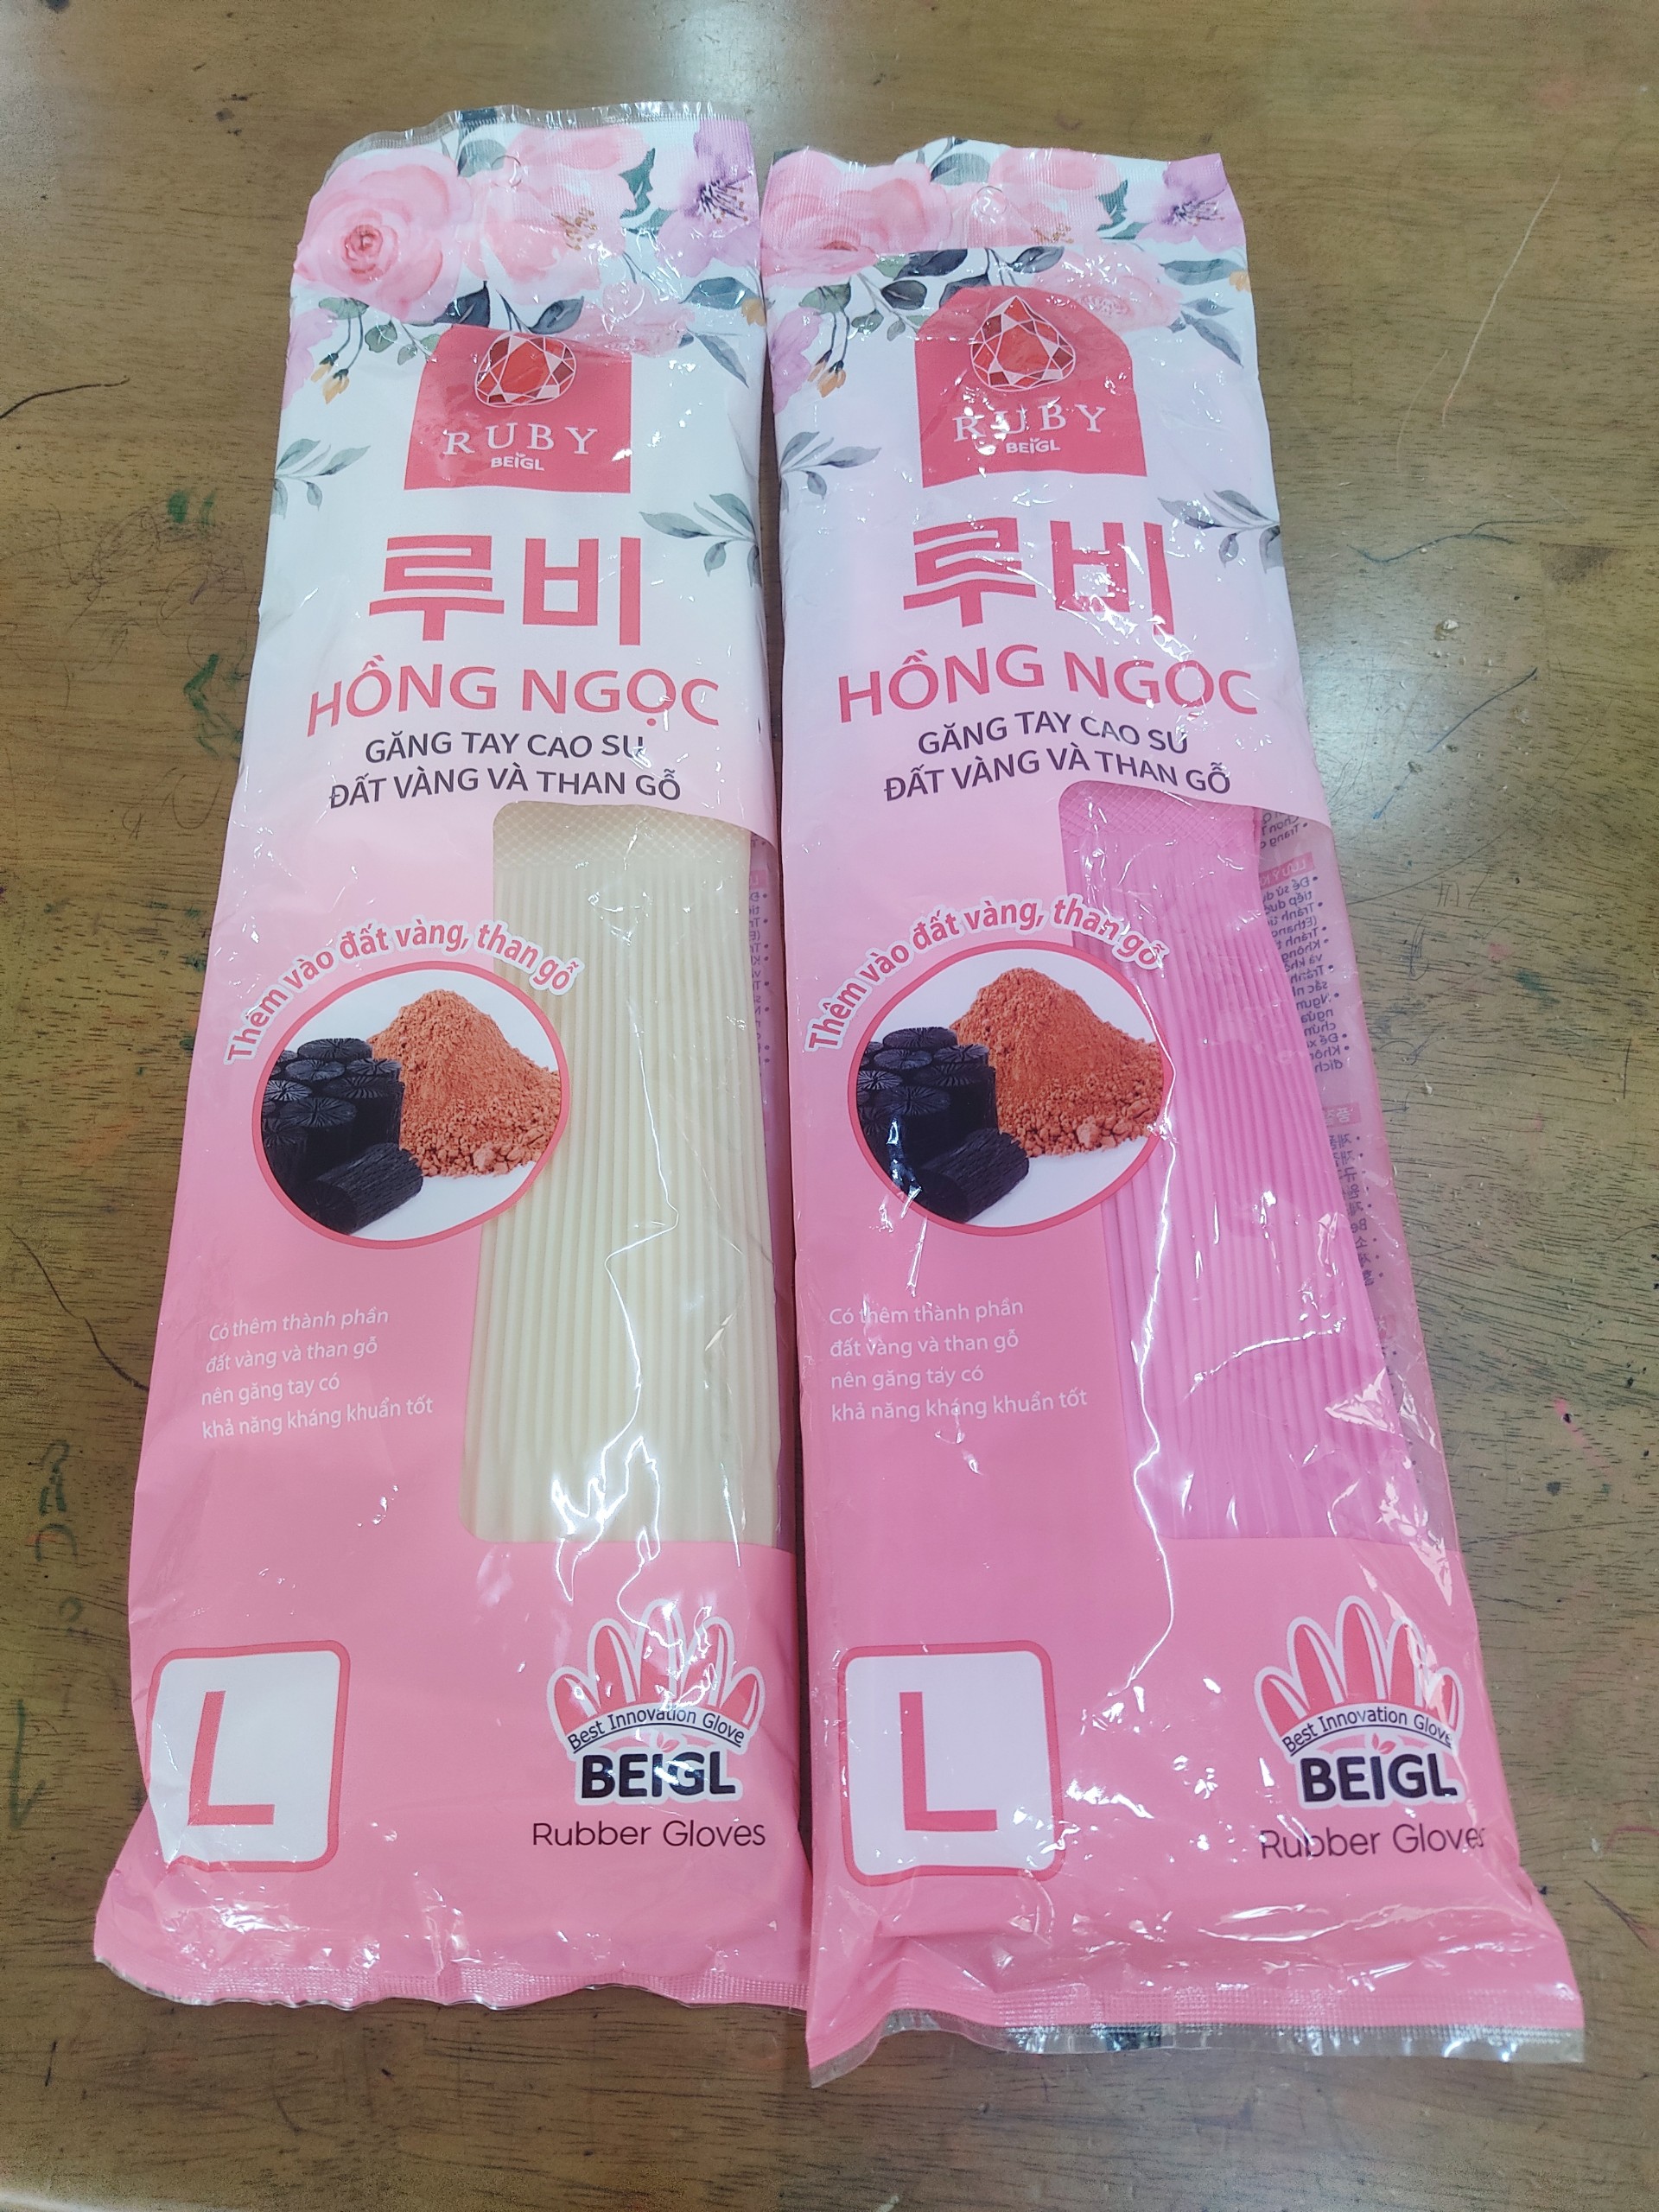 RUBY
BEIGL
루비
HỒNG NGỌC
GĂNG TAY CAO SU
ĐẤT VÀNG VÀ THAN GỖ
Thêm vào đất vàng, than gỗ
Có thêm thành phần
đất vàng và than gỗ
nên găng tay có
khả năng kháng khuẩn tốt
L
Best Innovation Glove
BEIGL
Rubber Gloves
RUBY
BEIGL
루비
HỒNG NGỌC
GĂNG TAY CAO SU
ĐẤT VÀNG VÀ THAN GỖ
Thêm vào đất vàng, than gỗ
Có thêm thành phần
đất vàng và than gỗ
nên găng tay có
khả năng kháng khuẩn tốt
L
Best Innovation Glove
BEIGL
Rubber Gloves